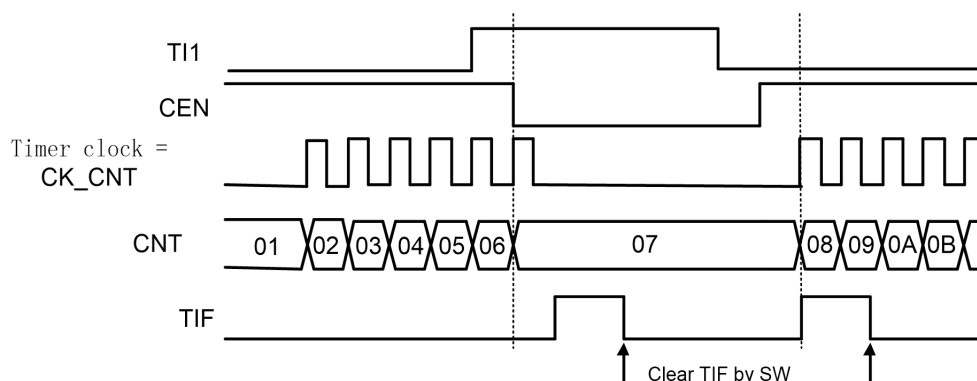 TI1
CEN
Timer clock =
CK_CNT
CNT 01 02 03 04 05 06 07 08 09 0A 0B
TIF
Clear TIF by SW